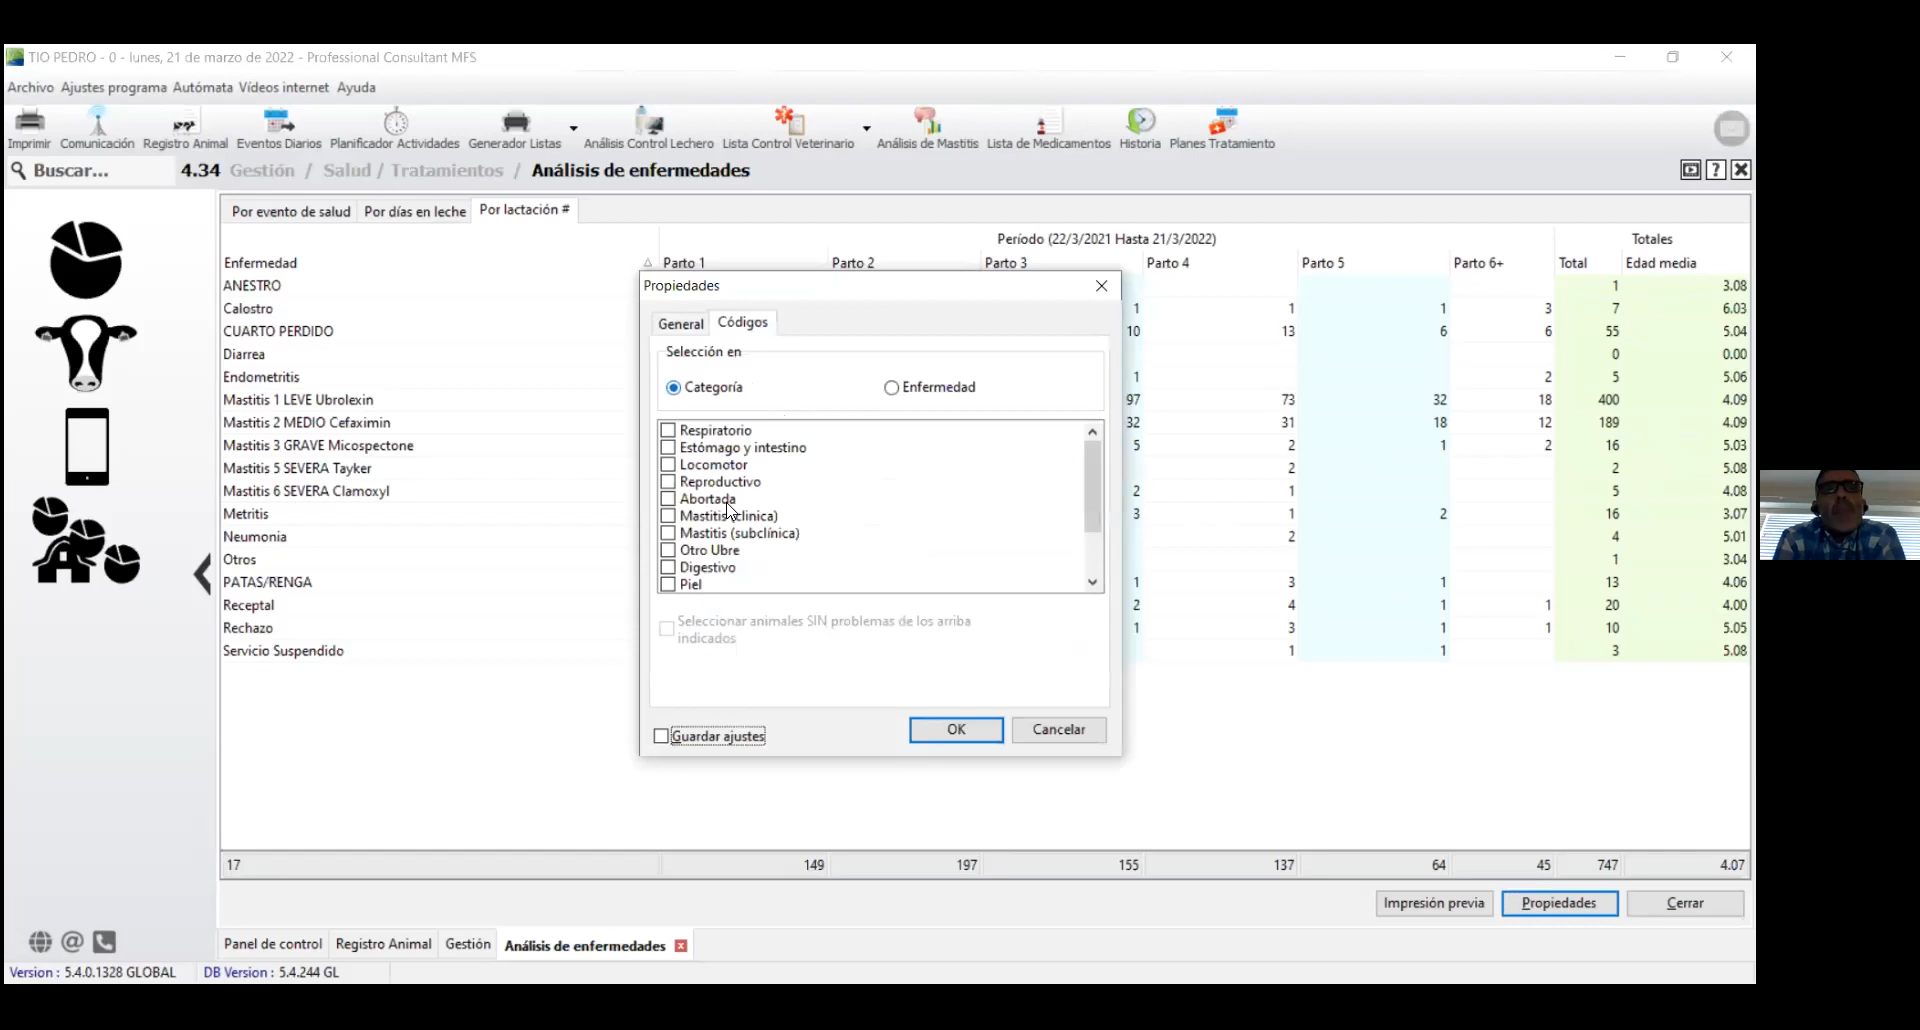 TIO PEDRO - 0 - lunes, 21 de marzo de 2022 - Professional Consultant MFS
Archivo Ajustes programa Autómata Vídeos internet Ayuda
Imprimir Comunicación Registro Animal Eventos Diarios Planificador Actividades Generador Listas Análisis Control Lechero Lista Control Veterinario Análisis de Mastitis Lista de Medicamentos Historia Planes Tratamiento
Buscar... 4.34 Gestión / Salud / Tratamientos / Análisis de enfermedades
Por evento de salud Por días en leche Por lactación #
Período (22/3/2021 Hasta 21/3/2022) Totales
Enfermedad Parto 1 Parto 2 Parto 3 Parto 4 Parto 5 Parto 6+ Total Edad media
ANESTRO 1 3.08
Calostro 1 1 1 3 7 6.03
CUARTO PERDIDO 10 13 6 6 55 5.04
Diarrea 0 0.00
Endometritis 1 2 5 5.06
Mastitis 1 LEVE Ubrolexin 97 73 32 18 400 4.09
Mastitis 2 MEDIO Cefaximin 32 31 18 12 189 4.09
Mastitis 3 GRAVE Micospectone 5 2 1 2 16 5.03
Mastitis 5 SEVERA Tayker 2 2 5.08
Mastitis 6 SEVERA Clamoxyl 2 1 5 4.08
Metritis 3 1 2 16 3.07
Neumonia 2 4 5.01
Otros 1 3.04
PATAS/RENGA 1 3 1 13 4.06
Receptal 2 4 1 1 20 4.00
Rechazo 1 3 1 1 10 5.05
Servicio Suspendido 1 1 3 5.08
Propiedades
General Códigos
Selección en
Categoría Enfermedad
Respiratorio
Estómago y intestino
Locomotor
Reproductivo
Abortada
Mastitis (clinica)
Mastitis (subclínica)
Otro Ubre
Digestivo
Piel
Seleccionar animales SIN problemas de los arriba
indicados
Guardar ajustes OK Cancelar
17 149 197 155 137 64 45 747 4.07
Impresión previa Propiedades Cerrar
Panel de control Registro Animal Gestión Análisis de enfermedades
Version : 5.4.0.1328 GLOBAL DB Version : 5.4.244 GL